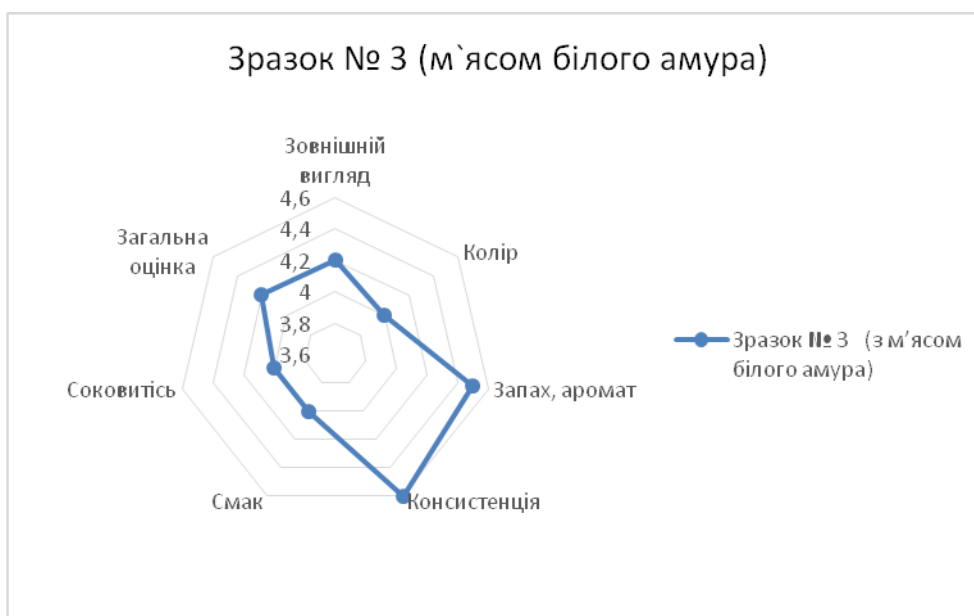 Зразок № 3 (м`ясом білого амура)
Зовнішній
вигляд
4,6
4,4
4,2
4
3,8
3,6
Колір
Запах, аромат
Консистенція
Смак
Соковитісь
Загальна
оцінка
Зразок № 3 (з м’ясом
білого амура)